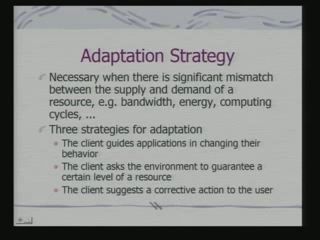 Adaptation Strategy
Necessary when there is significant mismatch
between the supply and demand of a
resource, e.g. bandwidth, energy, computing
cycles, ...
Three strategies for adaptation
The client guides applications in changing their
behavior
The client asks the environment to guarantee a
certain level of a resource
The client suggests a corrective action to the user